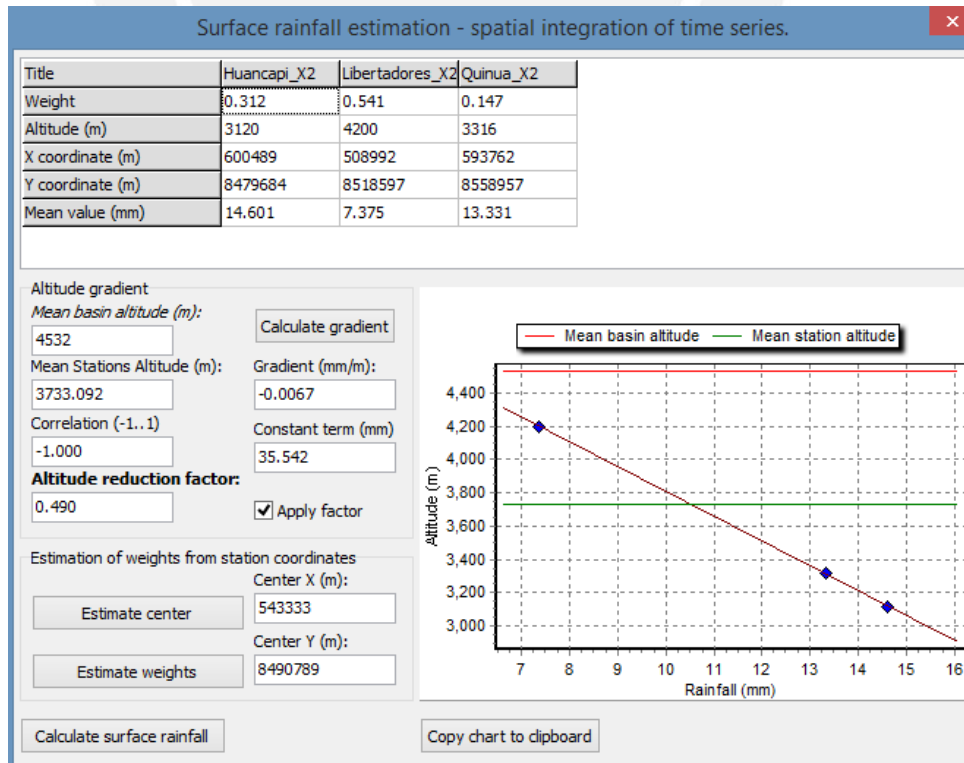 Surface rainfall estimation - spatial integration of time series.
Title Huancapi_X2 Libertadores_X2 Quinua_X2
Weight 0.312 0.541 0.147
Altitude (m) 3120 4200 3316
X coordinate (m) 600489 508992 593762
Y coordinate (m) 8479684 8518597 8558957
Mean value (mm) 14.601 7.375 13.331
Altitude gradient
Mean basin altitude (m):
4532
Calculate gradient
Mean Stations Altitude (m): Gradient (mm/m):
3733.092 -0.0067
Correlation (-1..1) Constant term (mm)
-1.000 35.542
Altitude reduction factor:
0.490 Apply factor
Estimation of weights from station coordinates
Center X (m):
Estimate center 543333
Center Y (m):
Estimate weights 8490789
Calculate surface rainfall
Mean basin altitude Mean station altitude
4,400
4,200
4,000
3,800
3,600
3,400
3,200
3,000
Altitude (m)
7 8 9 10 11 12 13 14 15 16
Rainfall (mm)
Copy chart to clipboard